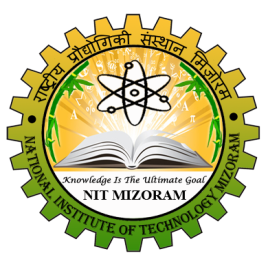 राष्ट्रीय प्रौद्योगिकी संस्थान मिज़ोरम
Knowledge Is The Ultimate Goal
NIT MIZORAM
NATIONAL INSTITUTE OF TECHNOLOGY MIZORAM